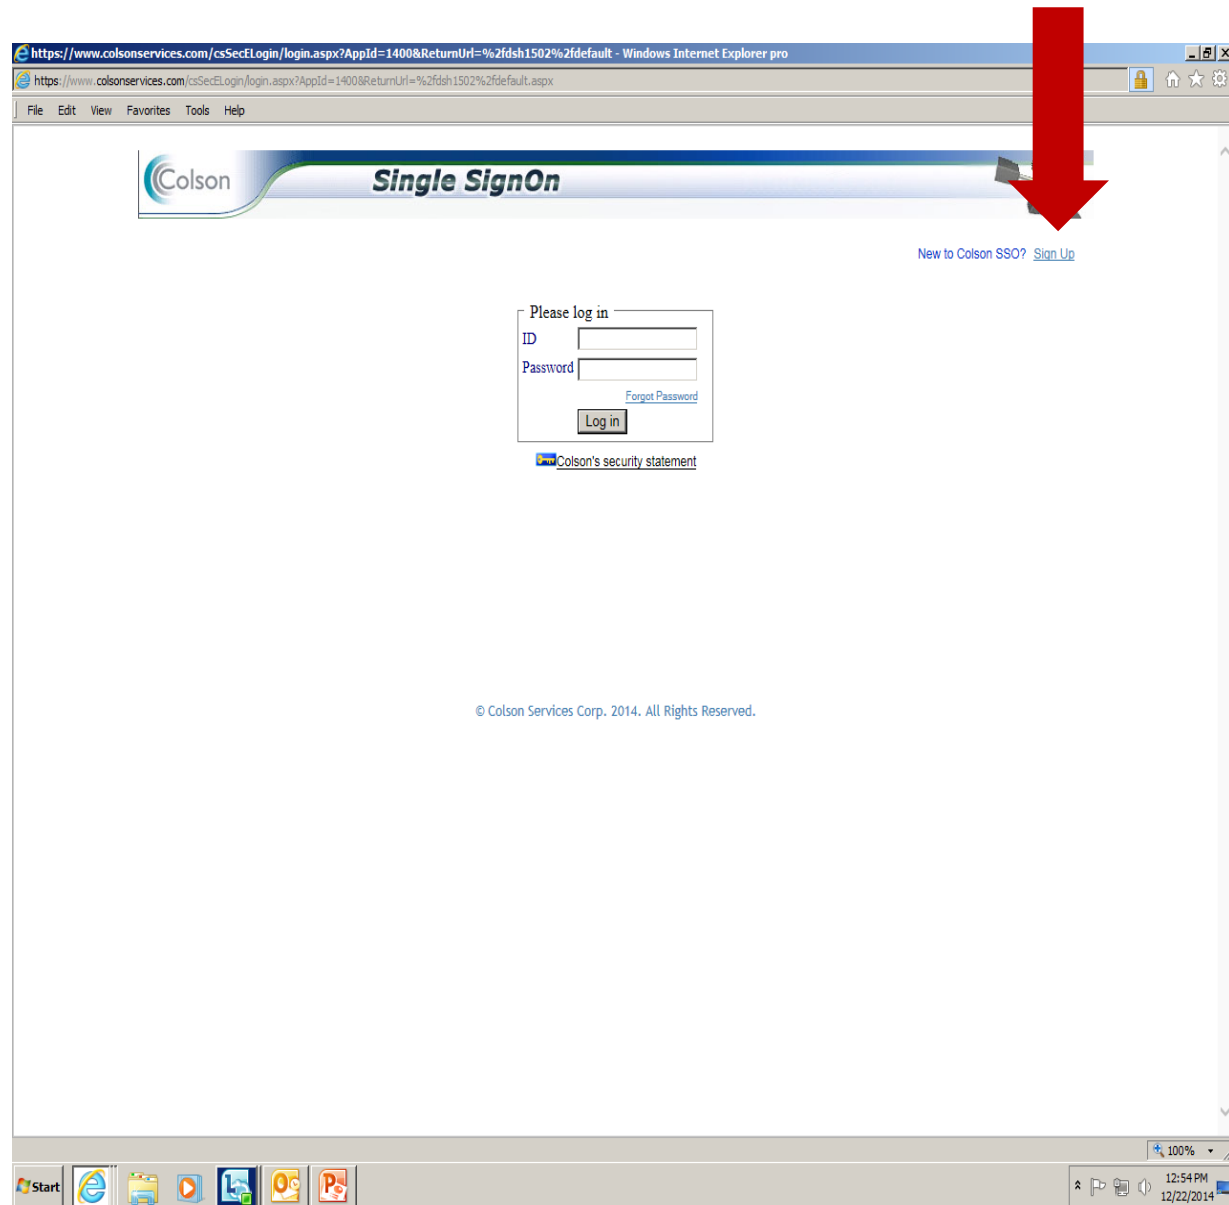 https://www.colsonservices.com/csSecELogin/login.aspx?AppId=1400&ReturnUrl=%2fdsh1502%2fdefault - Windows Internet Explorer pro
https://www.colsonservices.com/csSecELogin/login.aspx?AppId=1400&ReturnUrl=%2fdsh1502%2fdefault.aspx
File Edit View Favorites Tools Help
Colson Single SignOn
New to Colson SSO? Sign Up
Please log in
ID
Password
Forgot Password
Log in
Colson's security statement
© Colson Services Corp. 2014. All Rights Reserved.
100%
Start
12:54 PM
12/22/2014